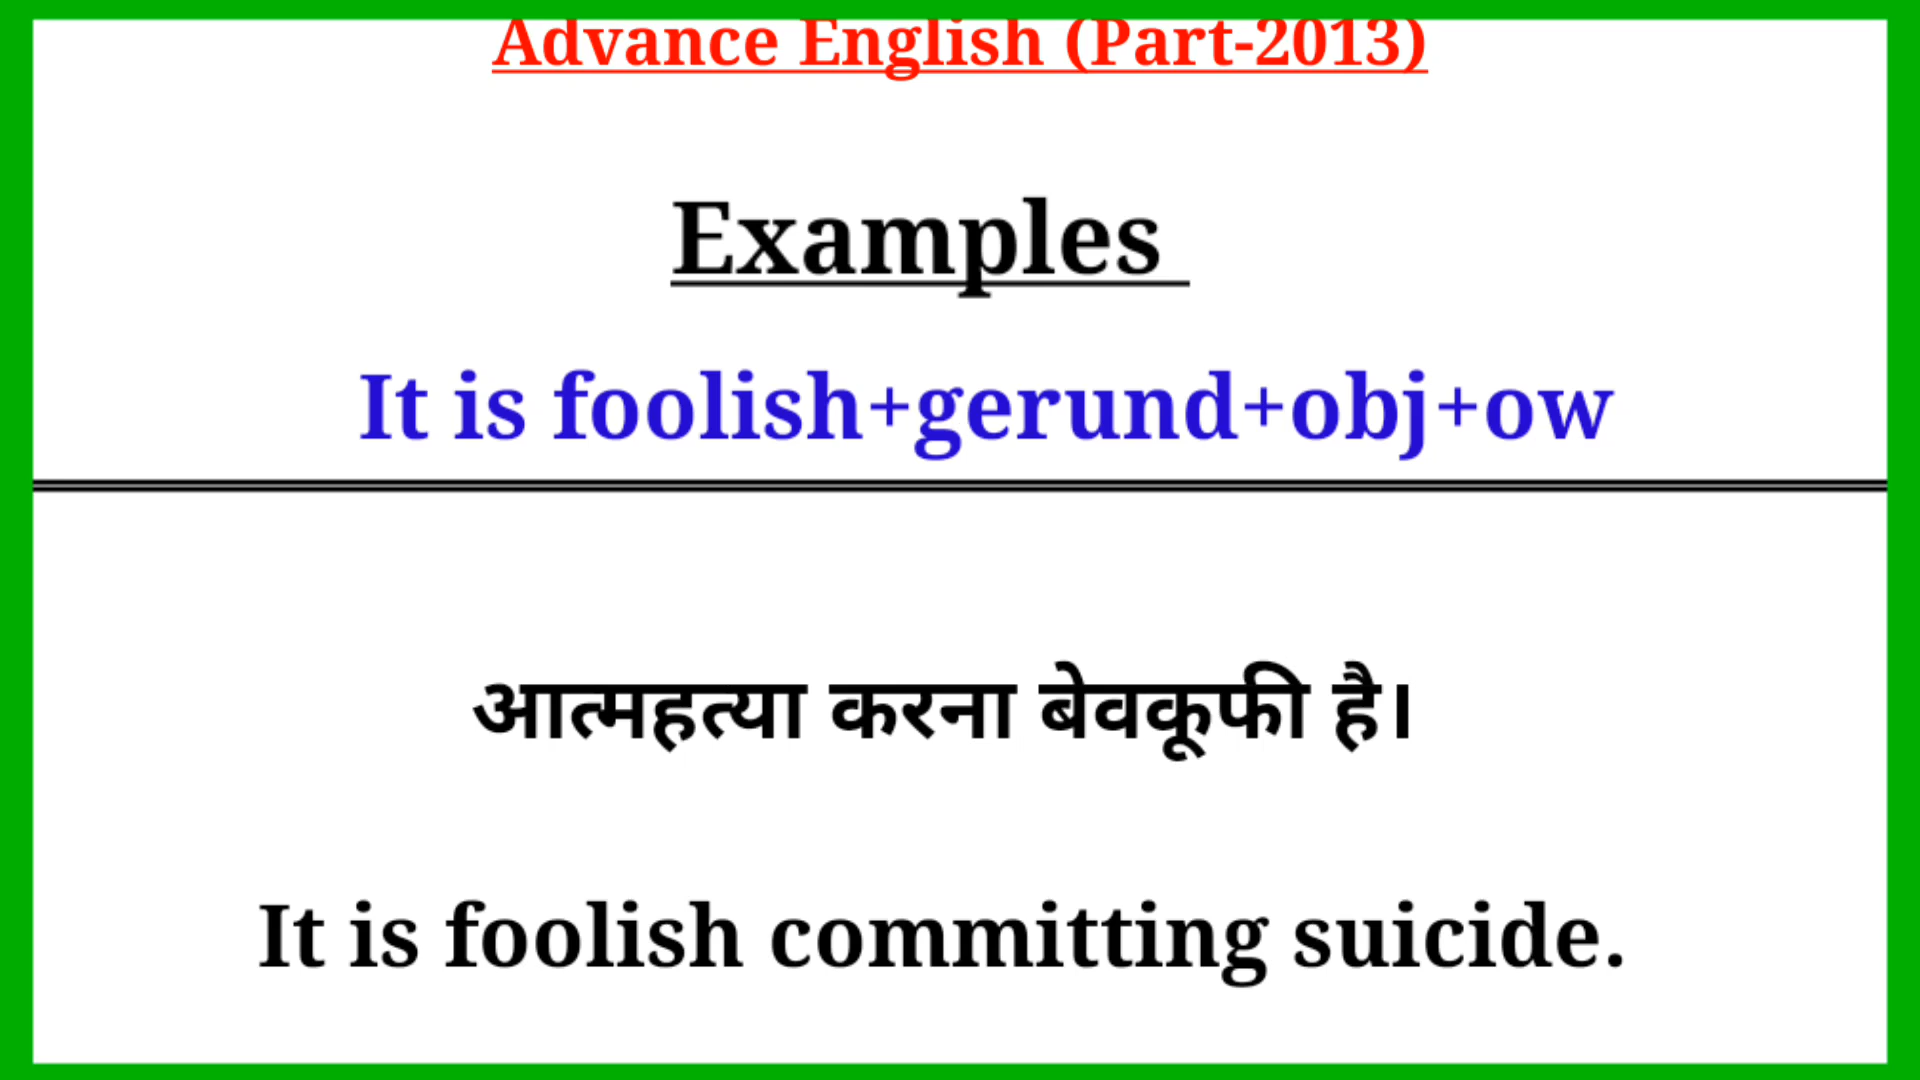 Advance English (Part-2013)
Examples
It is foolish+gerund+obj+ow
आत्महत्या करना बेवकूफी है।
It is foolish committing suicide.